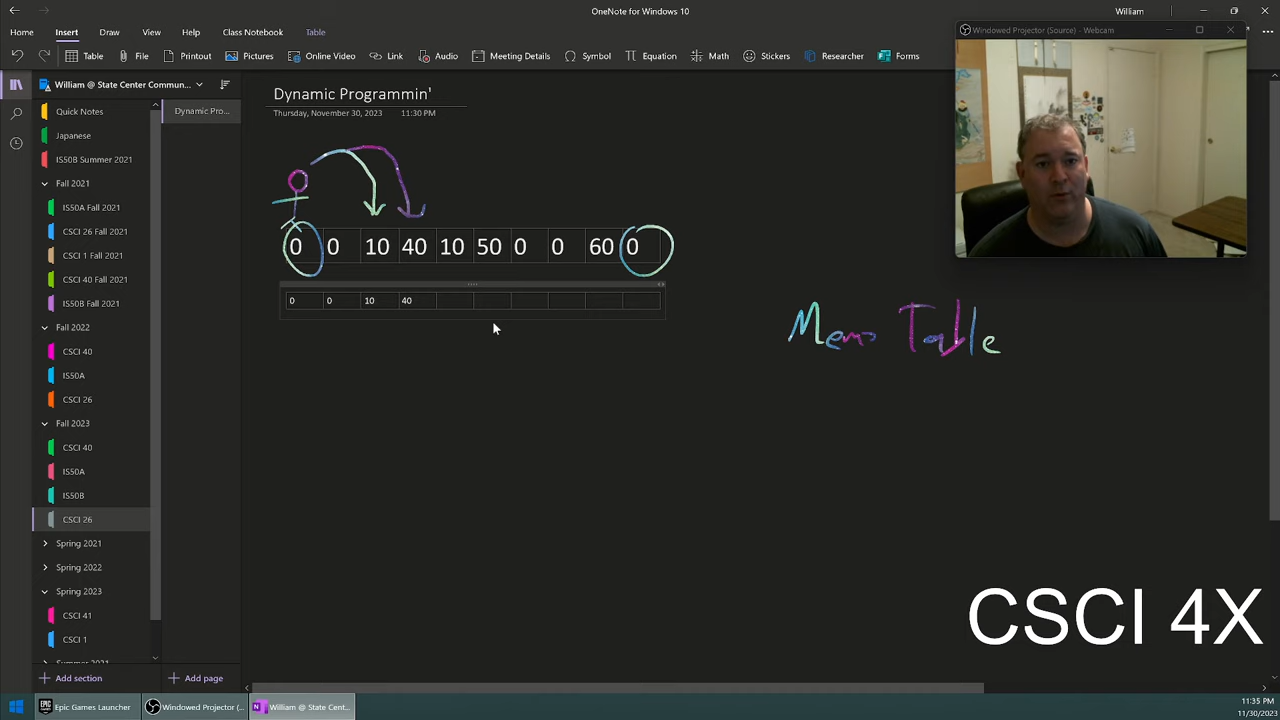 OneNote for Windows 10
William
Home
Insert
Draw
View
Help
Class Notebook
Table
Table
File
Printout
Pictures
Online Video
Link
Audio
Meeting Details
Symbol
Equation
Math
Stickers
Researcher
Forms
Windowed Projector (Source) - Webcam
William @ State Center Commun...
Quick Notes
Japanese
IS50B Summer 2021
Fall 2021
IS50A Fall 2021
CSCI 26 Fall 2021
CSCI 1 Fall 2021
CSCI 40 Fall 2021
IS50B Fall 2021
Fall 2022
CSCI 40
IS50A
CSCI 26
Fall 2023
CSCI 40
IS50A
IS50B
CSCI 26
Spring 2021
Spring 2022
Spring 2023
CSCI 41
CSCI 1
Summer 2021
Add section
Dynamic Pro...
Add page
Dynamic Programmin'
Thursday, November 30, 2023 11:30 PM
0 0 10 40 10 50 0 0 60 0
0 0 10 40
Memo Table
CSCI 4X
Epic Games Launcher
Windowed Projector (...
William @ State Cent...
11:35 PM
11/30/2023